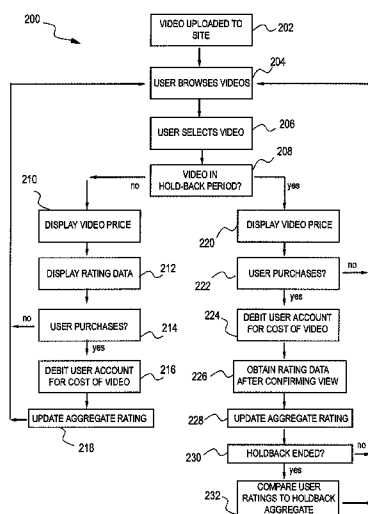 200
VIDEO UPLOADED TO
SITE
202
USER BROWSES VIDEOS
204
USER SELECTS VIDEO
206
VIDEO IN
HOLD-BACK PERIOD?
208
no
yes
210
DISPLAY VIDEO PRICE
DISPLAY RATING DATA
212
no
USER PURCHASES?
214
yes
DEBIT USER ACCOUNT
FOR COST OF VIDEO
216
UPDATE AGGREGATE RATING
218
DISPLAY VIDEO PRICE
220
USER PURCHASES?
no
222
yes
224
DEBIT USER ACCOUNT
FOR COST OF VIDEO
226
OBTAIN RATING DATA
AFTER CONFIRMING VIEW
228
UPDATE AGGREGATE RATING
230
HOLDBACK ENDED?
no
yes
232
COMPARE USER
RATINGS TO HOLDBACK
AGGREGATE